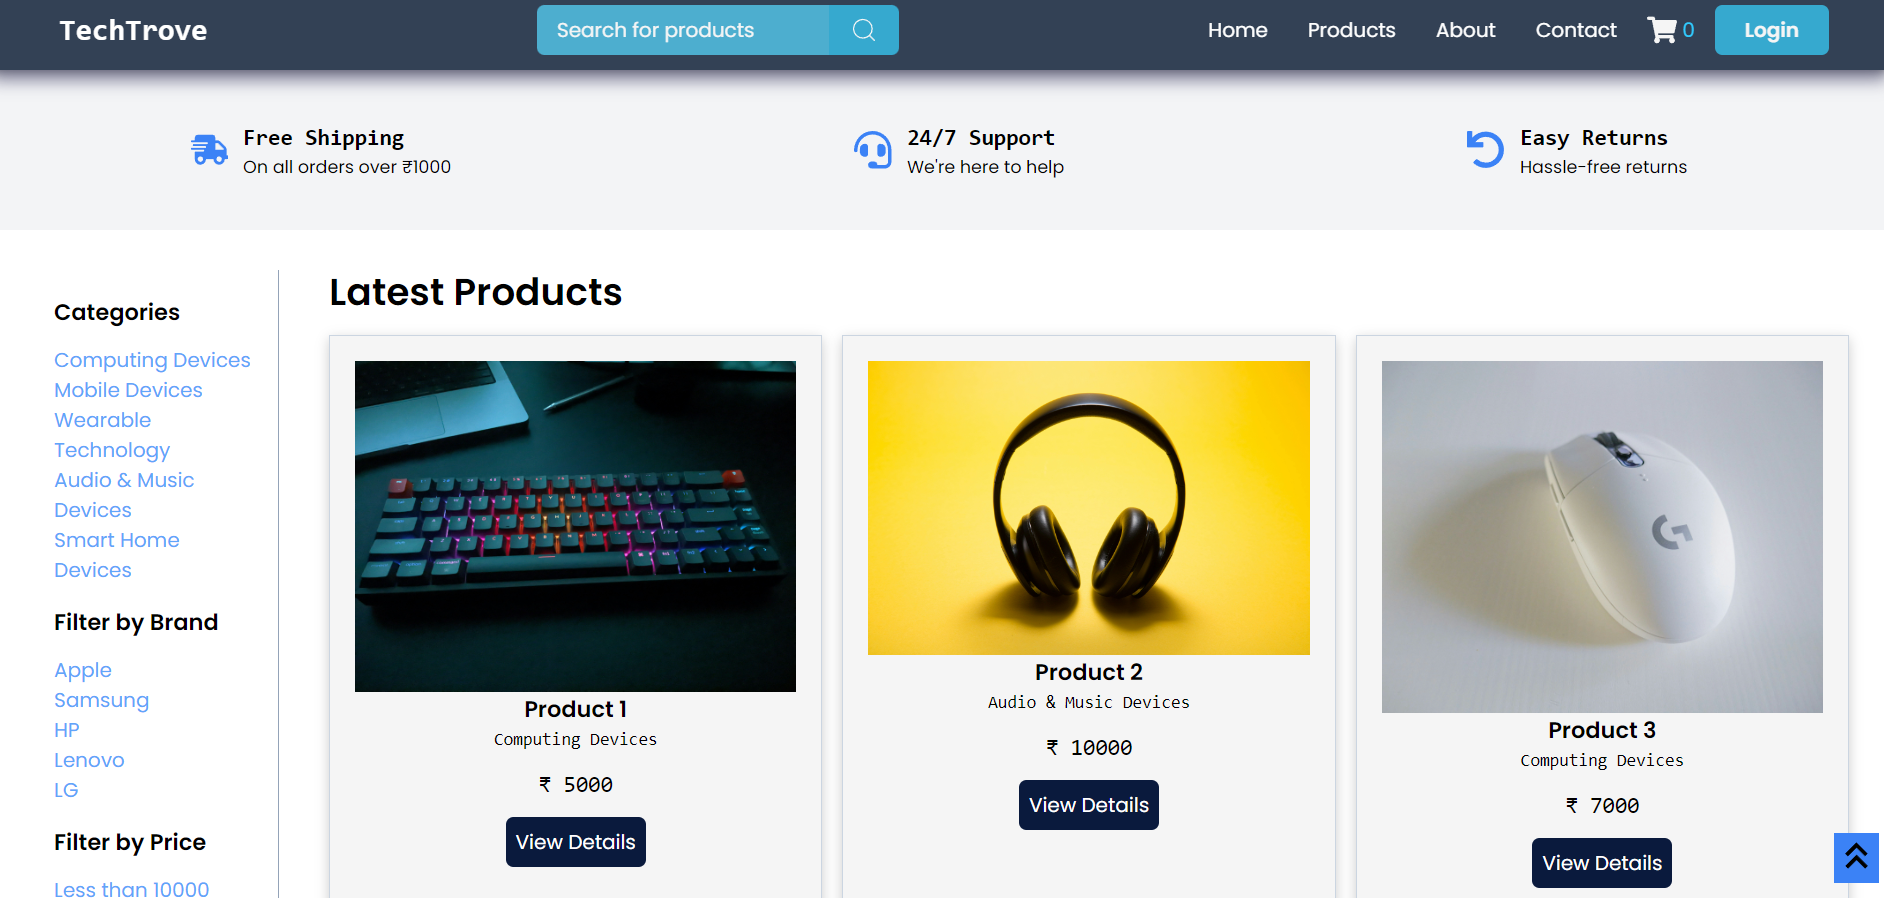 TechTrove
Search for products
Home
Products
About
Contact
0
Login
Free Shipping
On all orders over ₹1000
24/7 Support
We're here to help
Easy Returns
Hassle-free returns
Categories
Computing Devices
Mobile Devices
Wearable
Technology
Audio & Music
Devices
Smart Home
Devices
Filter by Brand
Apple
Samsung
HP
Lenovo
LG
Filter by Price
Less than 10000
Latest Products
Product 1
Computing Devices
₹ 5000
View Details
Product 2
Audio & Music Devices
₹ 10000
View Details
G
Product 3
Computing Devices
₹ 7000
View Details